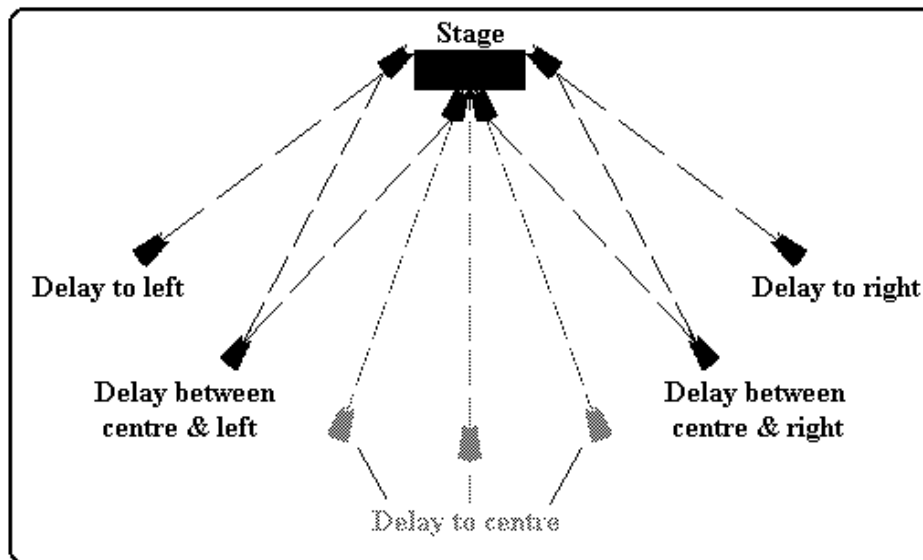 Stage
Delay to left
Delay to right
Delay between
centre & left
Delay between
centre & right
Delay to centre